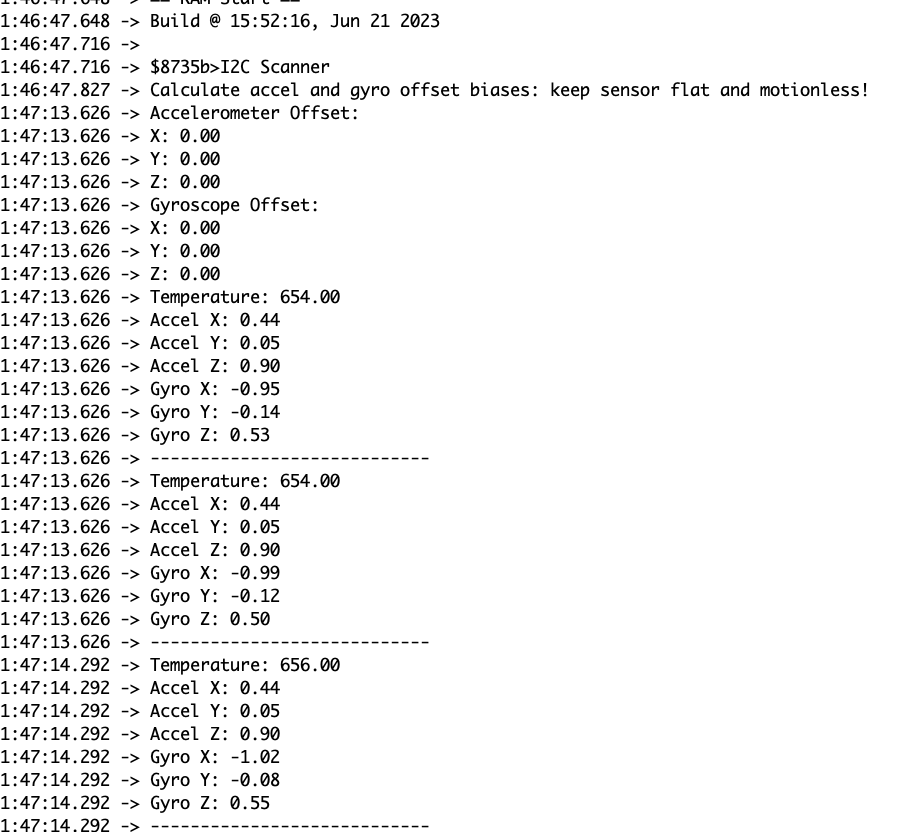 1:46:47.648 -> == RAM Start ==
1:46:47.648 -> Build @ 15:52:16, Jun 21 2023
1:46:47.716 ->
1:46:47.716 -> $8735b>I2C Scanner
1:46:47.827 -> Calculate accel and gyro offset biases: keep sensor flat and motionless!
1:47:13.626 -> Accelerometer Offset:
1:47:13.626 -> X: 0.00
1:47:13.626 -> Y: 0.00
1:47:13.626 -> Z: 0.00
1:47:13.626 -> Gyroscope Offset:
1:47:13.626 -> X: 0.00
1:47:13.626 -> Y: 0.00
1:47:13.626 -> Z: 0.00
1:47:13.626 -> Temperature: 654.00
1:47:13.626 -> Accel X: 0.44
1:47:13.626 -> Accel Y: 0.05
1:47:13.626 -> Accel Z: 0.90
1:47:13.626 -> Gyro X: -0.95
1:47:13.626 -> Gyro Y: -0.14
1:47:13.626 -> Gyro Z: 0.53
1:47:13.626 -> ----------------------------
1:47:13.626 -> Temperature: 654.00
1:47:13.626 -> Accel X: 0.44
1:47:13.626 -> Accel Y: 0.05
1:47:13.626 -> Accel Z: 0.90
1:47:13.626 -> Gyro X: -0.99
1:47:13.626 -> Gyro Y: -0.12
1:47:13.626 -> Gyro Z: 0.50
1:47:13.626 -> ----------------------------
1:47:14.292 -> Temperature: 656.00
1:47:14.292 -> Accel X: 0.44
1:47:14.292 -> Accel Y: 0.05
1:47:14.292 -> Accel Z: 0.90
1:47:14.292 -> Gyro X: -1.02
1:47:14.292 -> Gyro Y: -0.08
1:47:14.292 -> Gyro Z: 0.55
1:47:14.292 -> ----------------------------